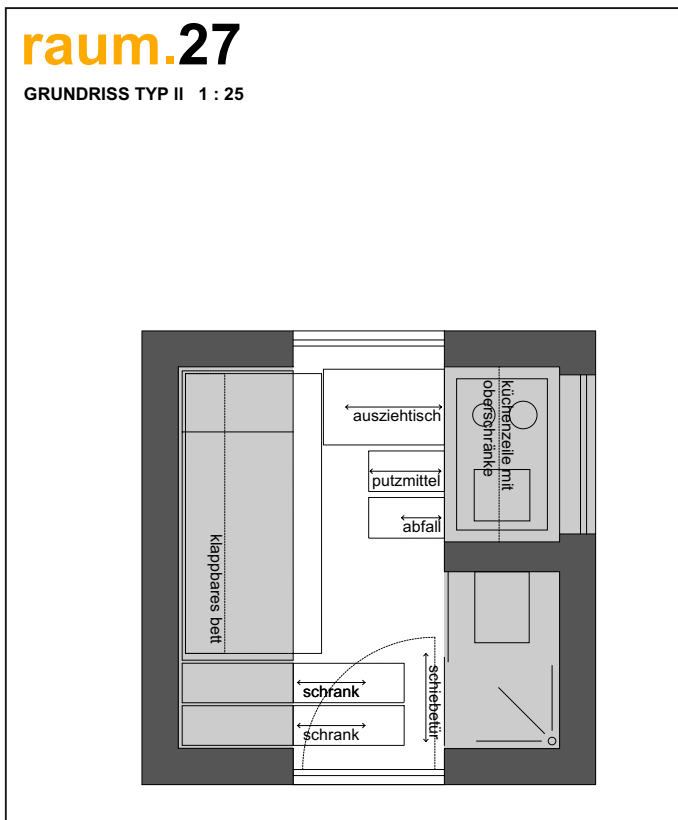 raum.27
GRUNDRISS TYP II 1 : 25
ausziehtisch
küchenzeile mit
oberschränke
putzmittel
abfall
klappbares bett
schiebetür
schrank
schrank